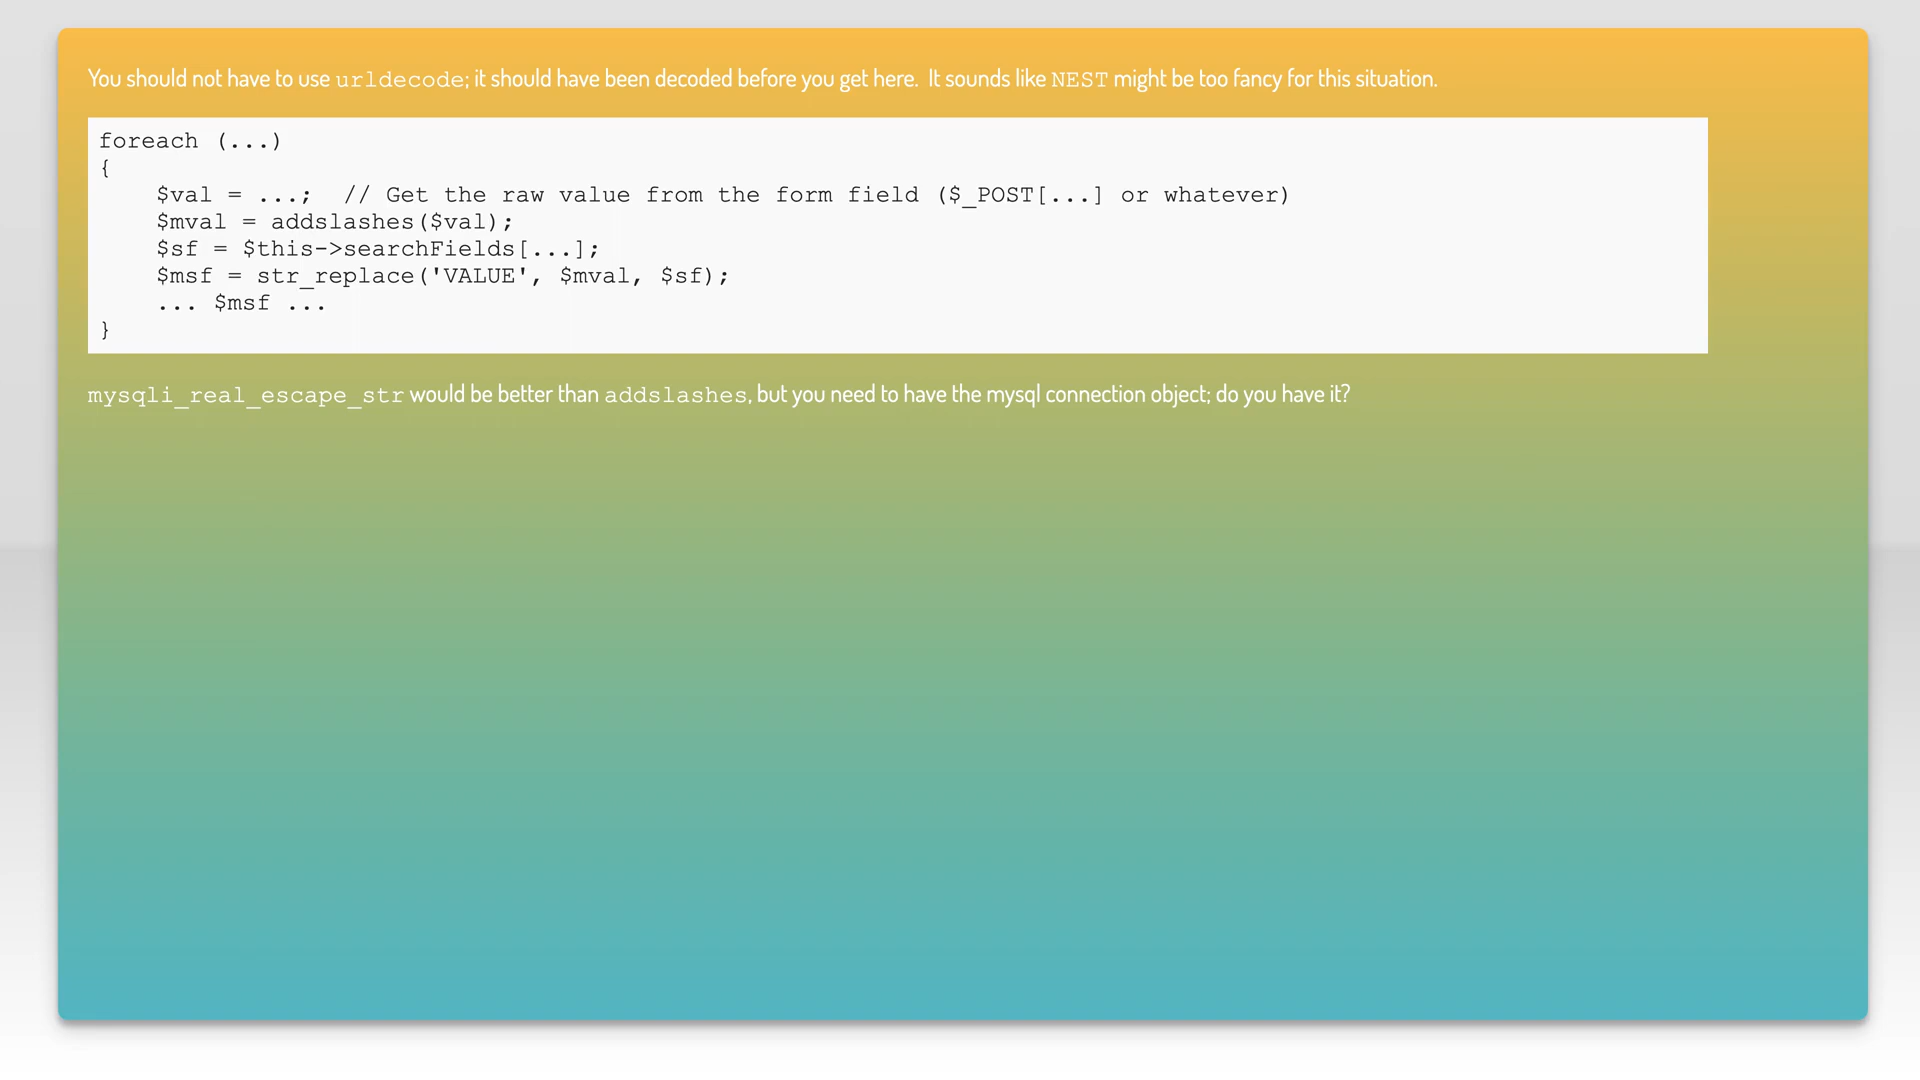 You should not have to use urldecode; it should have been decoded before you get here.  It sounds like NEST might be too fancy for this situation.
foreach (...)
{
    $val = ...;  // Get the raw value from the form field ($_POST[...] or whatever)
    $mval = addslashes($val);
    $sf = $this->searchFields[...];
    $msf = str_replace('VALUE', $mval, $sf);
    ... $msf ...
}
mysqli_real_escape_str would be better than addslashes, but you need to have the mysql connection object; do you have it?